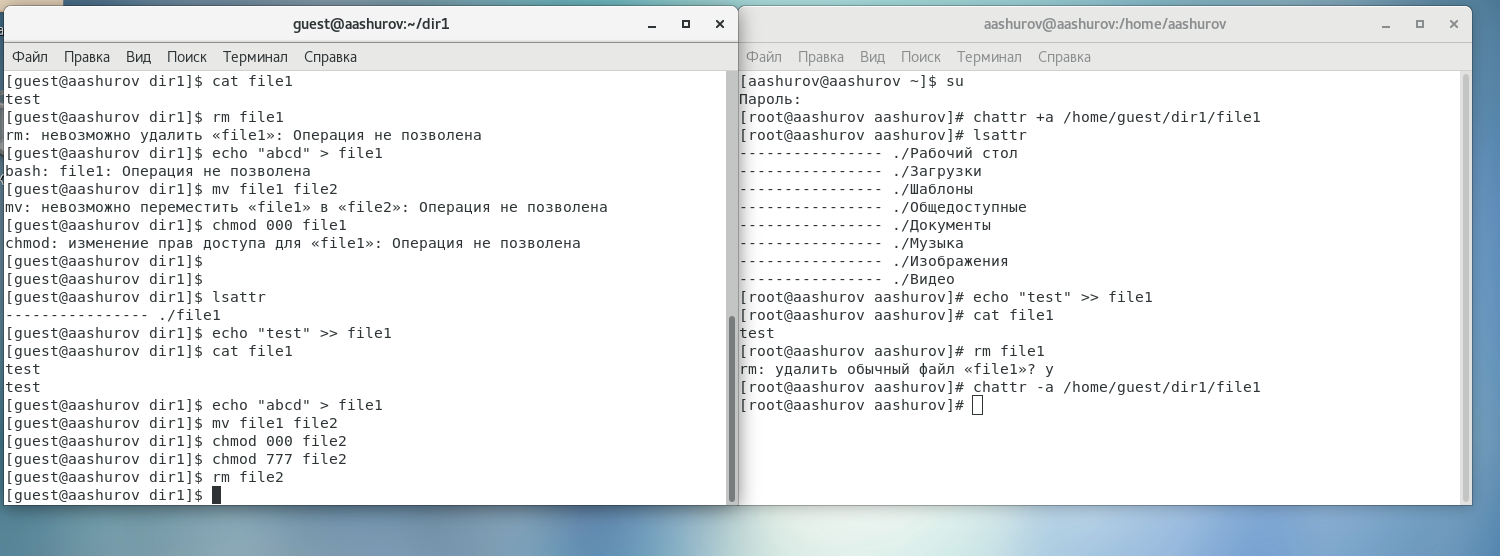 guest@aashurov:~/dir1
Файл Правка Вид Поиск Терминал Справка
[guest@aashurov dir1]$ cat file1
test
[guest@aashurov dir1]$ rm file1
rm: невозможно удалить «file1»: Операция не позволена
[guest@aashurov dir1]$ echo "abcd" > file1
bash: file1: Операция не позволена
[guest@aashurov dir1]$ mv file1 file2
mv: невозможно переместить «file1» в «file2»: Операция не позволена
[guest@aashurov dir1]$ chmod 000 file1
chmod: изменение прав доступа для «file1»: Операция не позволена
[guest@aashurov dir1]$
[guest@aashurov dir1]$
[guest@aashurov dir1]$ lsattr
---------------- ./file1
[guest@aashurov dir1]$ echo "test" >> file1
[guest@aashurov dir1]$ cat file1
test
test
[guest@aashurov dir1]$ echo "abcd" > file1
[guest@aashurov dir1]$ mv file1 file2
[guest@aashurov dir1]$ chmod 000 file2
[guest@aashurov dir1]$ chmod 777 file2
[guest@aashurov dir1]$ rm file2
[guest@aashurov dir1]$
aashurov@aashurov:/home/aashurov
Файл Правка Вид Поиск Терминал Справка
[aashurov@aashurov ~]$ su
Пароль:
[root@aashurov aashurov]# chattr +a /home/guest/dir1/file1
[root@aashurov aashurov]# lsattr
---------------- ./Рабочий стол
---------------- ./Загрузки
---------------- ./Шаблоны
---------------- ./Общедоступные
---------------- ./Документы
---------------- ./Музыка
---------------- ./Изображения
---------------- ./Видео
[root@aashurov aashurov]# echo "test" >> file1
[root@aashurov aashurov]# cat file1
test
[root@aashurov aashurov]# rm file1
rm: удалить обычный файл «file1»? y
[root@aashurov aashurov]# chattr -a /home/guest/dir1/file1
[root@aashurov aashurov]#